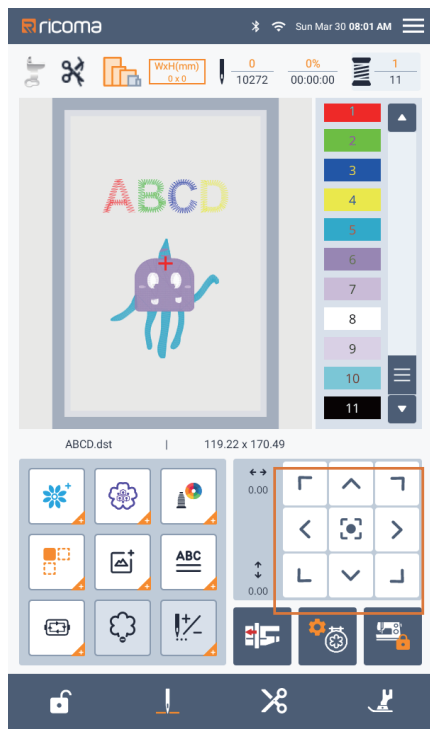 ricoma
Sun Mar 30 08:01 AM
WxH(mm)
0 x 0
0
10272
0%
00:00:00
1
11
1
2
3
4
5
6
7
8
9
10
11
ABCD
ABCD.dst | 119.22 x 170.49
0.00
ABC
0.00